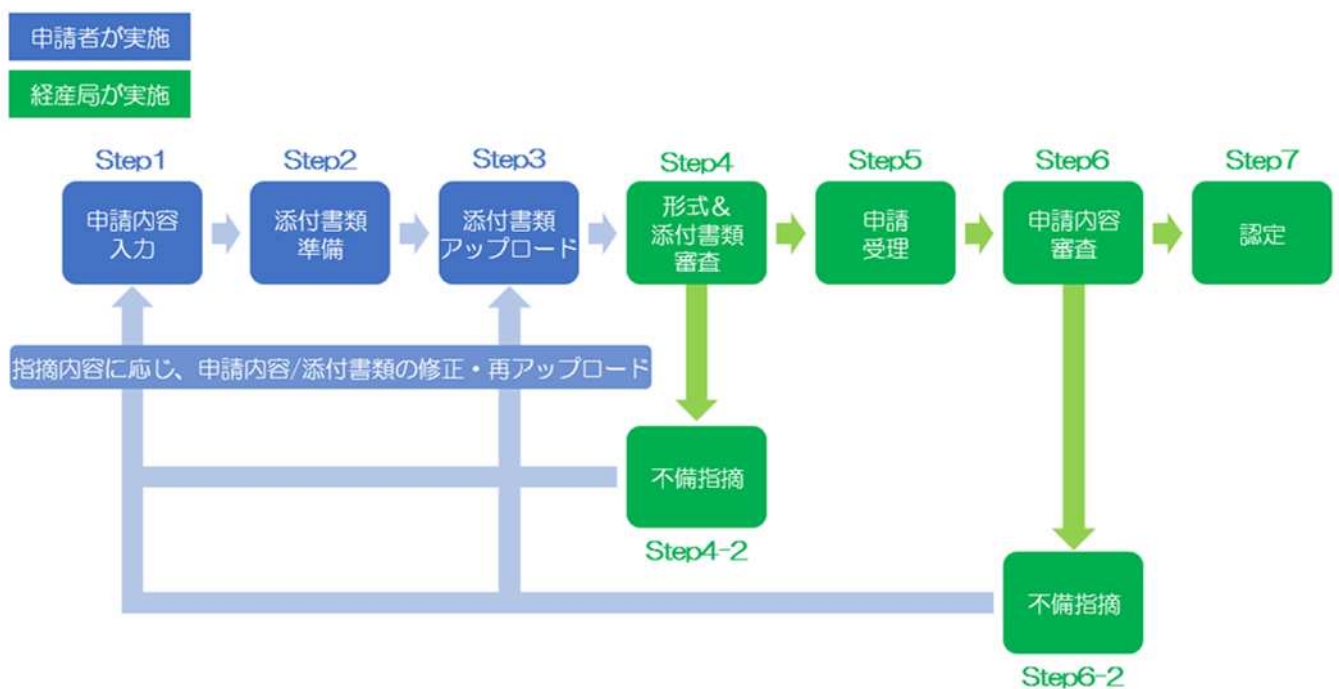 申請者が実施
経産局が実施
Step1
Step2
Step3
Step4
Step5
Step6
Step7
申請内容
入力
添付書類
準備
添付書類
アップロード
形式&
添付書類
審査
申請
受理
申請内容
審査
認定
指摘内容に応じ、申請内容/添付書類の修正・再アップロード
不備指摘
Step4-2
不備指摘
Step6-2